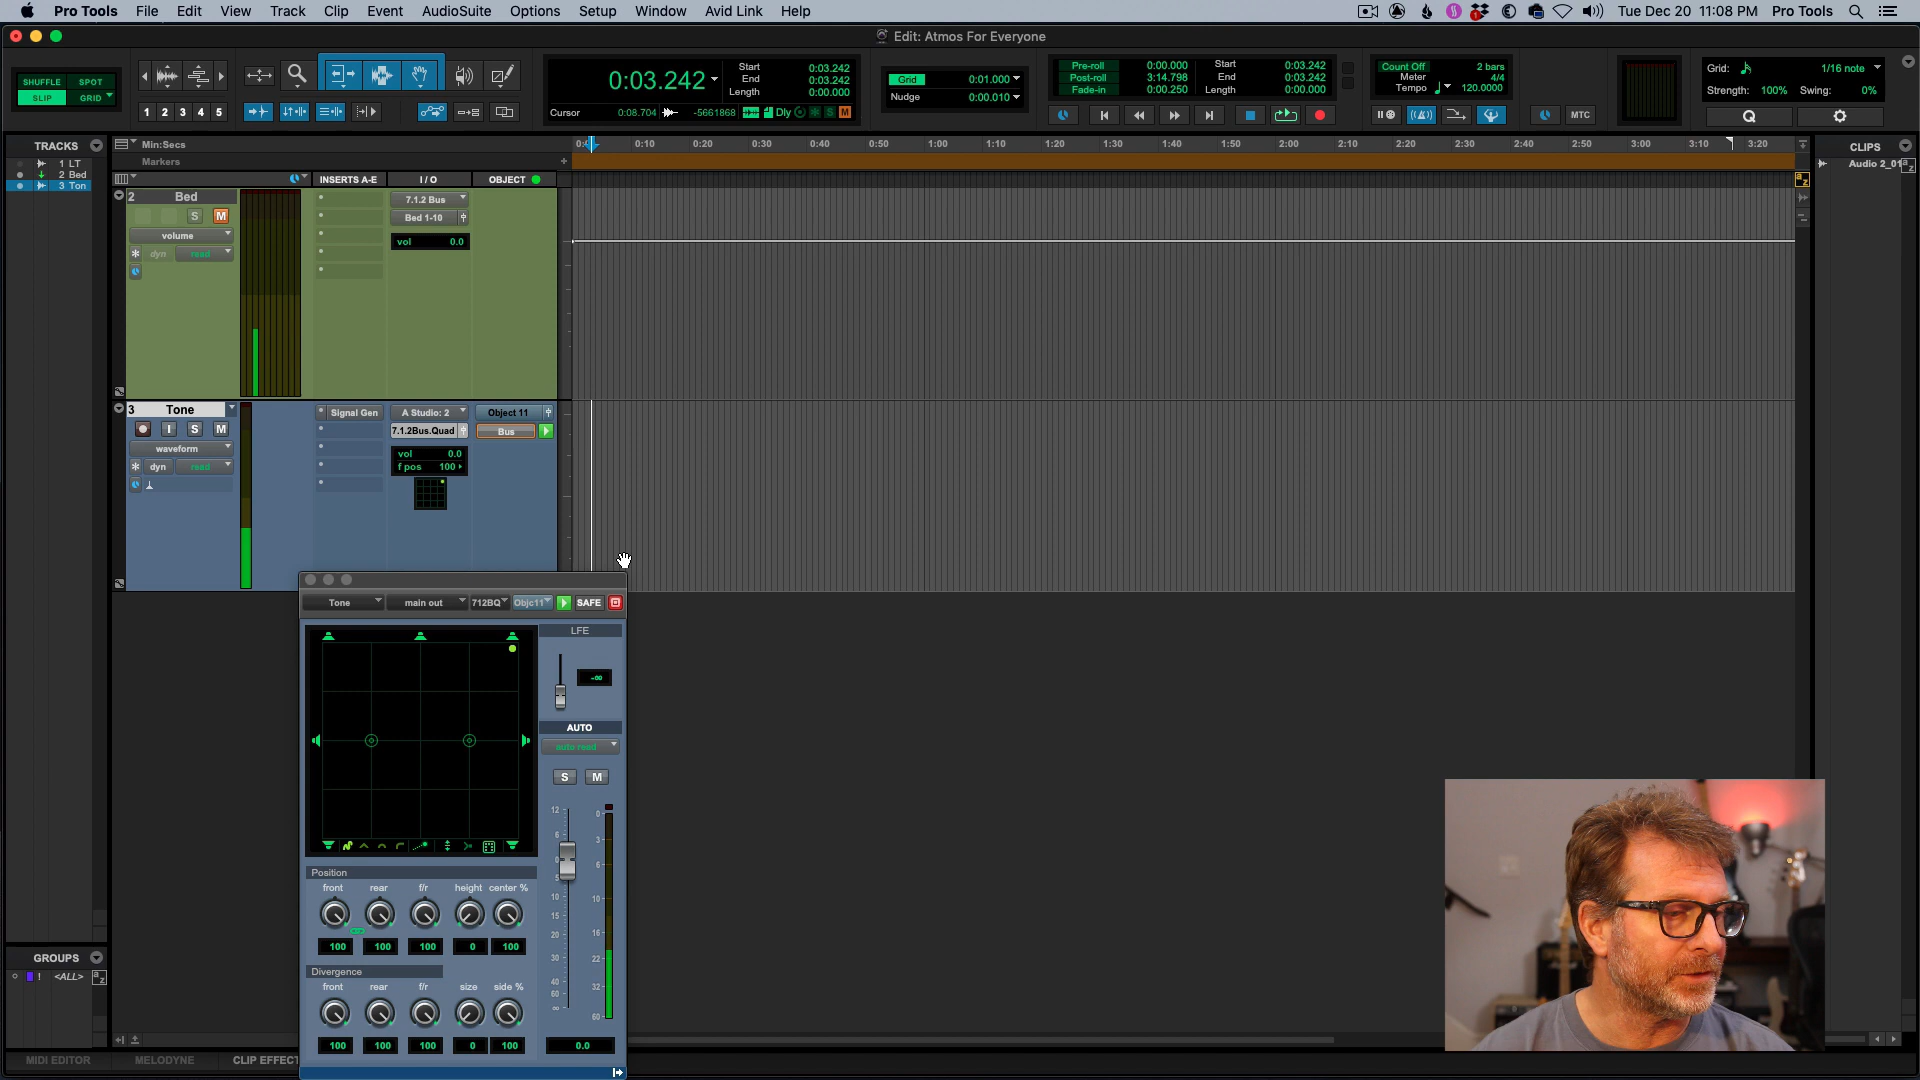 Pro Tools File Edit View Track Clip Event AudioSuite Options Setup Window Avid Link Help
Tue Dec 20 11:08 PM Pro Tools
Edit: Atmos For Everyone
SHUFFLE SPOT
SLIP GRID
1 2 3 4 5
0:03.242
Start 0:03.242
End 0:03.242
Length 0:00.000
Cursor 0:08.704 -5661868 Dly S M
Grid 0:01.000
Nudge 0:00.010
Pre-roll 0:00.000
Post-roll 3:14.798
Fade-in 0:00.250
Start 0:03.242
End 0:03.242
Length 0:00.000
Count Off 2 bars
Meter 4/4
Tempo 120.0000
MTC
Grid: 1/16 note
Strength: 100% Swing: 0%
Q
TRACKS
1 LT
2 Bed
3 Ton
Min:Secs
Markers
0:10 0:20 0:30 0:40 0:50 1:00 1:10 1:20 1:30 1:40 1:50 2:00 2:10 2:20 2:30 2:40 2:50 3:00 3:10 3:20
INSERTS A-E I / O OBJECT
CLIPS
Audio 2_01
2 Bed
S M
volume
dyn read
7.1.2 Bus
Bed 1-10
vol 0.0
3 Tone
I S M
waveform
dyn read
Signal Gen
A Studio: 2
7.1.2Bus.Quad
vol 0.0
f pos 100
Object 11
Bus
Tone main out 712BQ Objc11 SAFE
LFE
-∞
AUTO
auto read
S M
12
6
0
5
10
15
20
30
40
60
∞
0
3
6
10
16
22
32
60
0.0
Position
front rear f/r height center %
100 100 100 0 100
Divergence
front rear f/r size side %
100 100 100 0 100
GROUPS
! <ALL> a z
MIDI EDITOR MELODYNE CLIP EFFECT